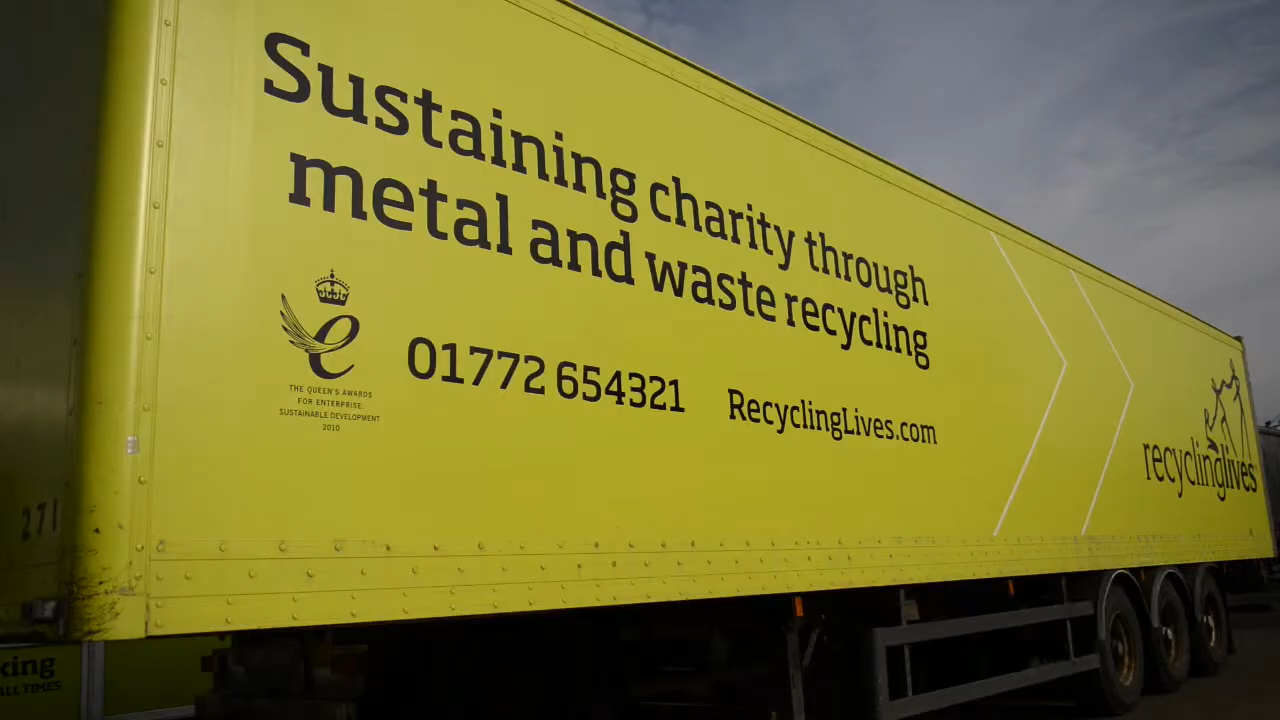 Sustaining charity through
metal and waste recycling
THE QUEEN'S AWARDS
FOR ENTERPRISE:
SUSTAINABLE DEVELOPMENT
2010
01772 654321
RecyclingLives.com
recyclinglives
271
king
ALL TIMES